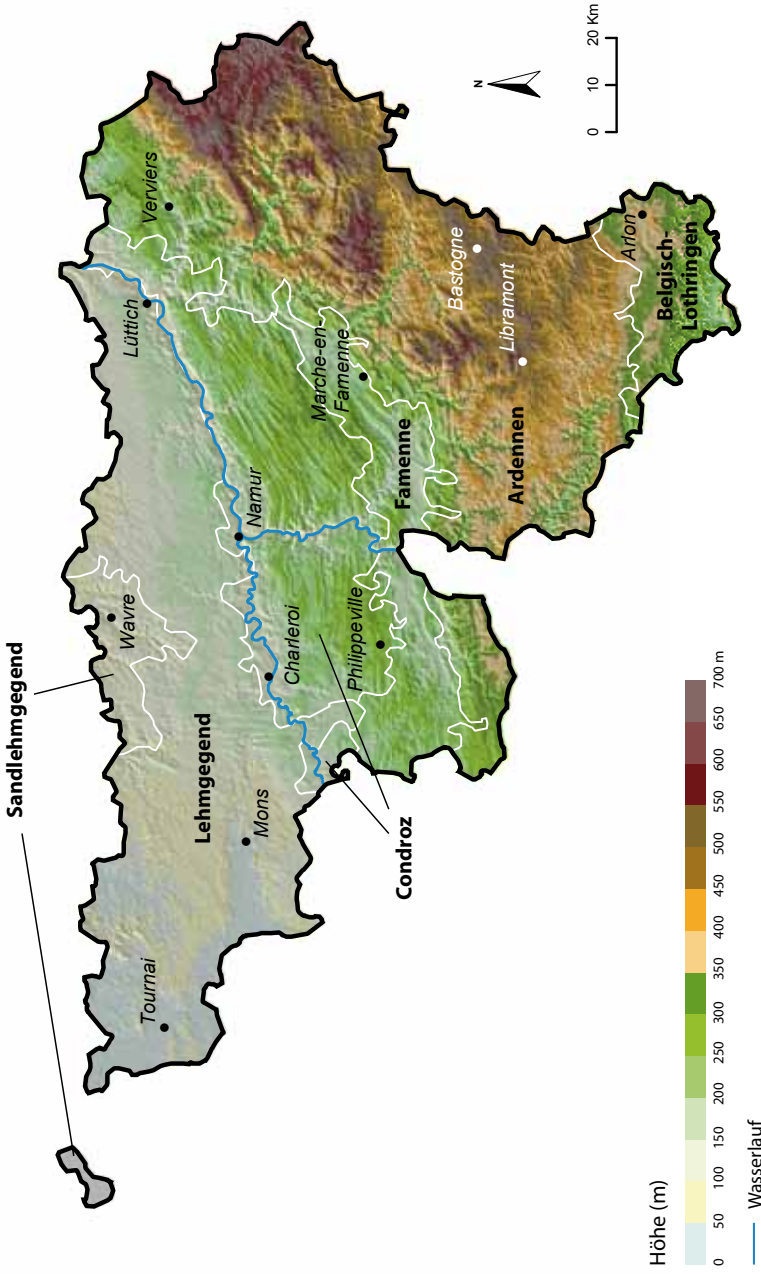 Sandlehmgegend
Tournai
Mons
Lehmgegend
Wavre
Charleroi
Namur
Lüttich
Verviers
Condroz
Philippeville
Marche-en-
Famenne
Famenne
Ardennen
Bastogne
Libramont
Arlon
Belgisch-
Lothringen
N
0 10 20 Km
Höhe (m)
0 50 100 150 200 250 300 350 400 450 500 550 600 650 700 m
Wasserlauf